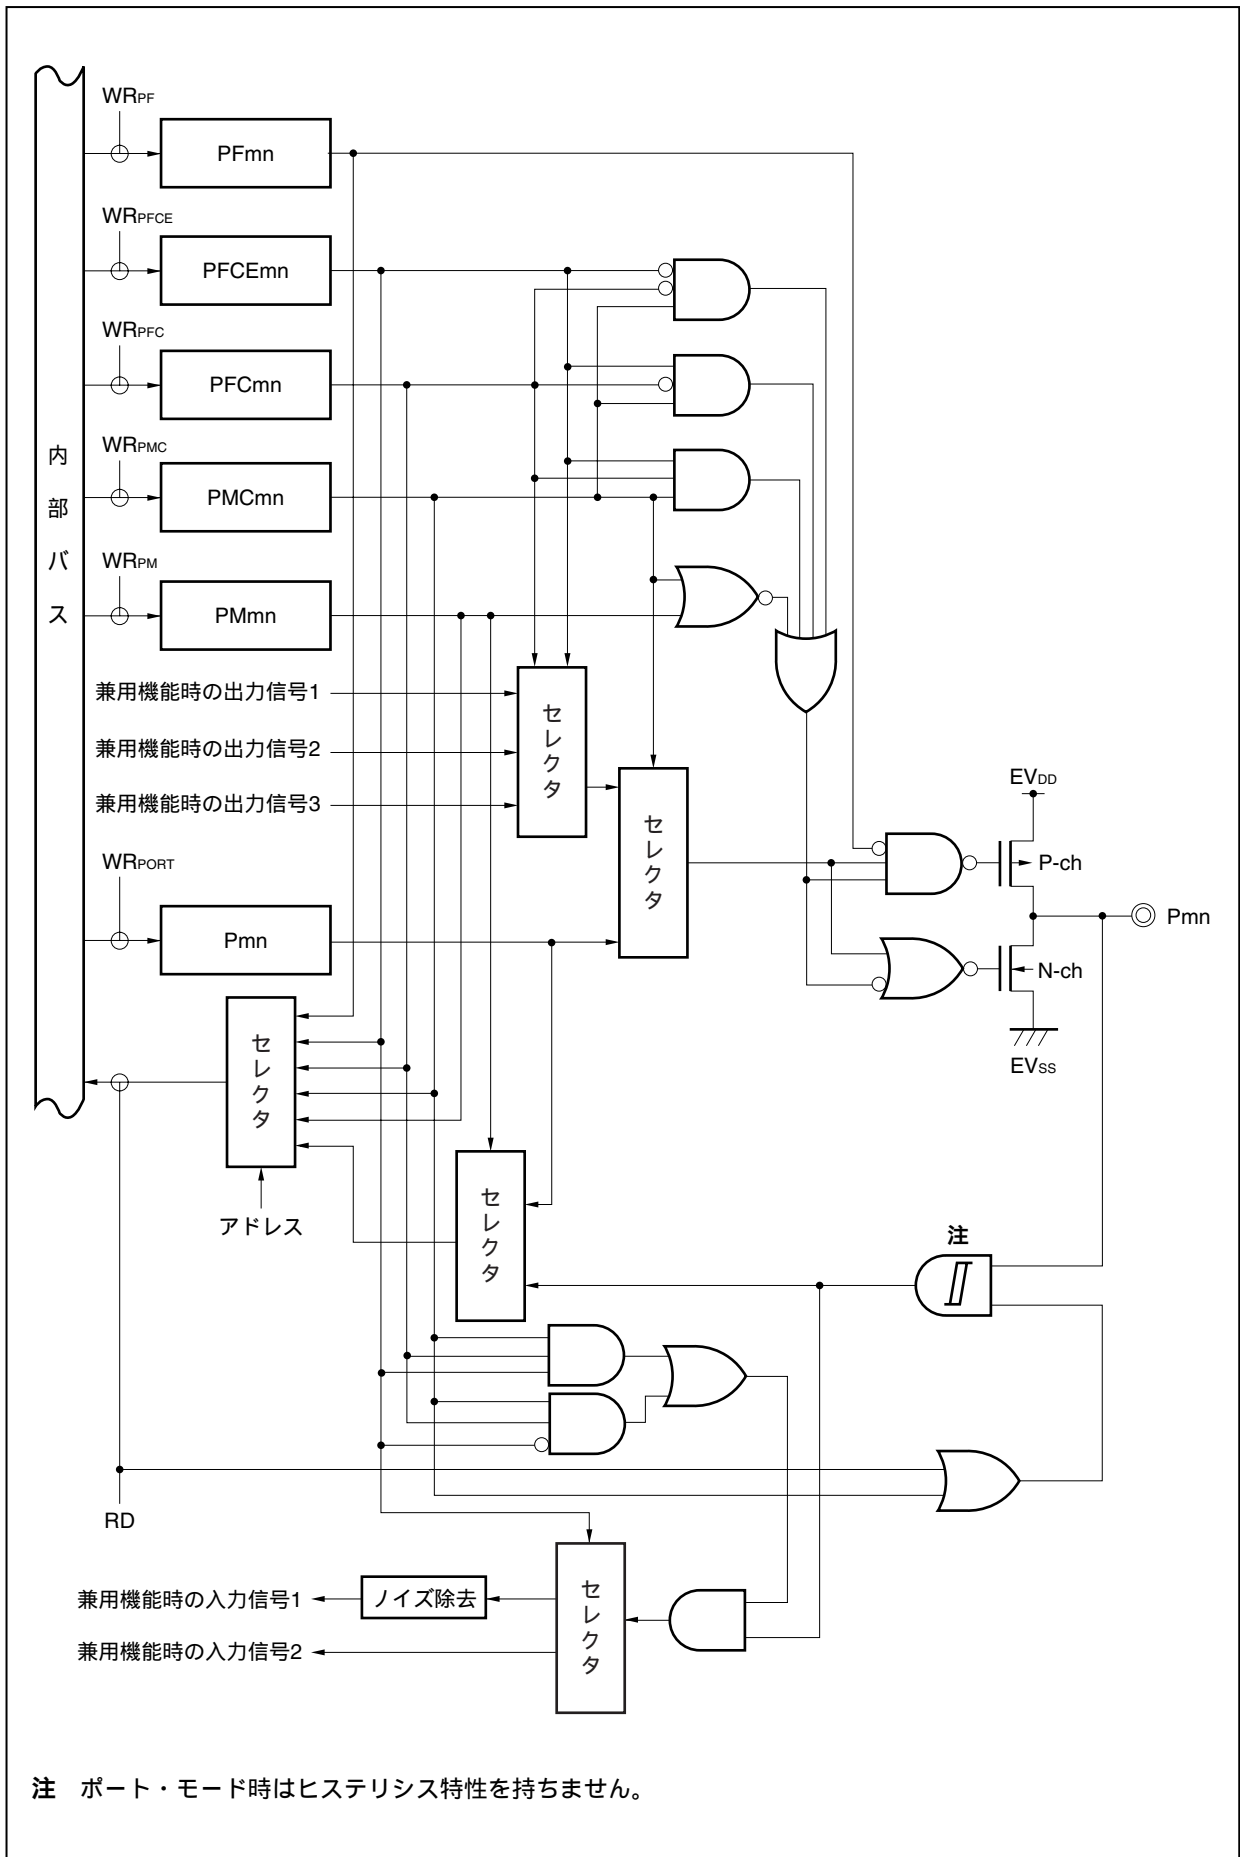 WRPF
PFmn
WRPFCE
PFCEmn
WRPFC
PFCmn
WRPMC
PMCmn
WRPM
PMmn
内部バス
兼用機能時の出力信号1
兼用機能時の出力信号2
兼用機能時の出力信号3
セレクタ
セレクタ
WRPORT
Pmn
EVDD
P-ch
Pmn
N-ch
EVSS
セレクタ
アドレス
セレクタ
注
RD
兼用機能時の入力信号1
ノイズ除去
兼用機能時の入力信号2
セレクタ
注 ポート・モード時はヒステリシス特性を持ちません。